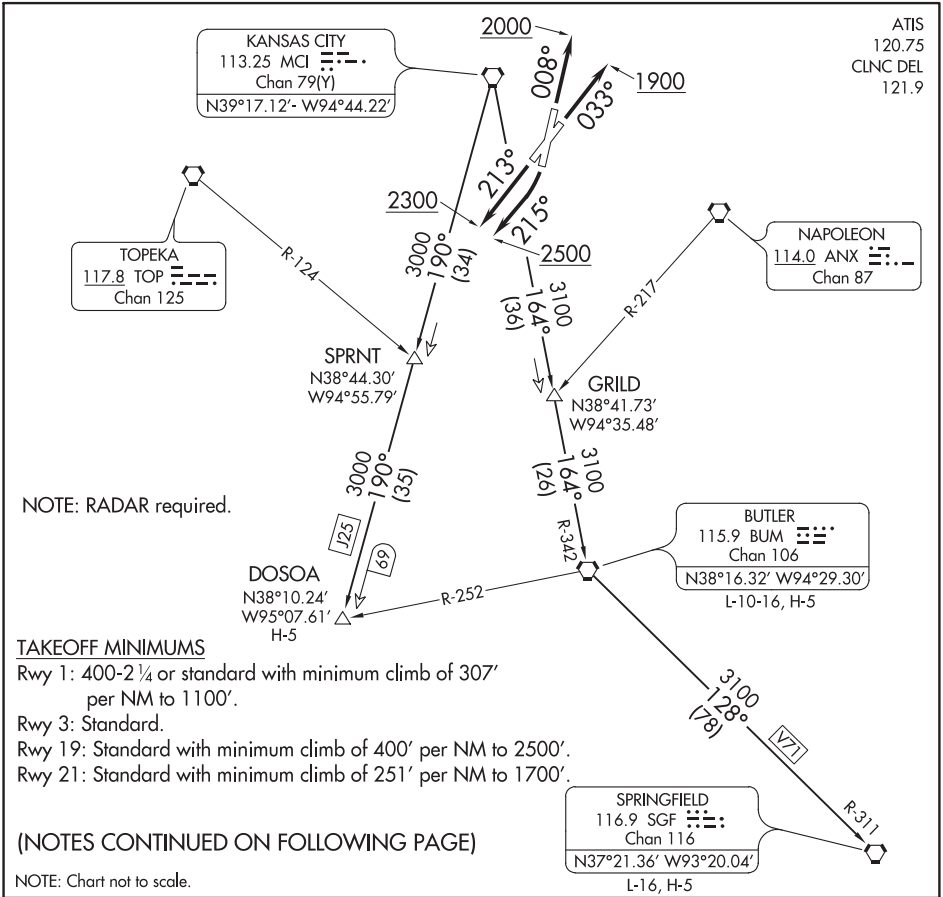 ATIS
120.75
CLNC DEL
121.9
KANSAS CITY
113.25 MCI
Chan 79(Y)
N39°17.12'- W94°44.22'
2000
008°
033°
1900
213°
2300
215°
2500
TOPEKA
117.8 TOP
Chan 125
R-124
NAPOLEON
114.0 ANX
Chan 87
R-217
3000
190°
(34)
3100
164°
(36)
SPRNT
N38°44.30'
W94°55.79'
GRILD
N38°41.73'
W94°35.48'
3000
190°
(35)
3100
164°
(26)
NOTE: RADAR required.
J25
69
R-342
BUTLER
115.9 BUM
Chan 106
N38°16.32' W94°29.30'
L-10-16, H-5
DOSOA
N38°10.24'
W95°07.61'
H-5
R-252
TAKEOFF MINIMUMS
Rwy 1: 400-2 ¼ or standard with minimum climb of 307'
per NM to 1100'.
Rwy 3: Standard.
Rwy 19: Standard with minimum climb of 400' per NM to 2500'.
Rwy 21: Standard with minimum climb of 251' per NM to 1700'.
3100
128°
(78)
V71
R-311
SPRINGFIELD
116.9 SGF
Chan 116
N37°21.36' W93°20.04'
L-16, H-5
(NOTES CONTINUED ON FOLLOWING PAGE)
NOTE: Chart not to scale.